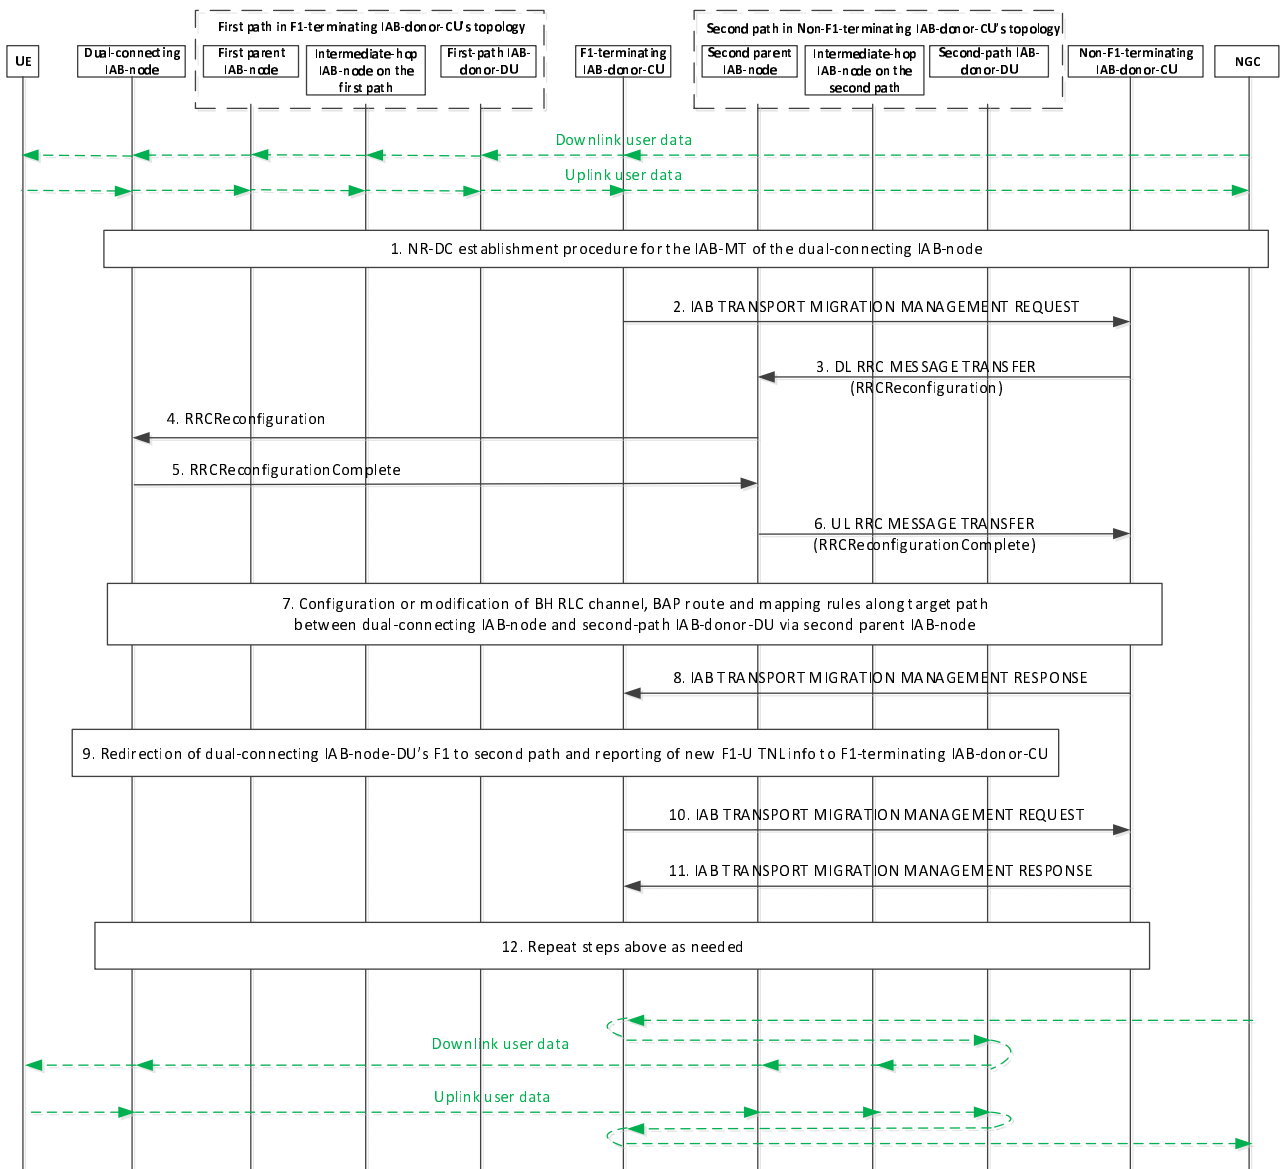 First path in F1-terminating IAB-donor-CU's topology
Second path in Non-F1-terminating IAB-donor-CU's topology
UE
Dual-connecting
IAB-node
First parent
IAB-node
Intermediate-hop
IAB-node on the
first path
First-path IAB-
donor-DU
F1-terminating
IAB-donor-CU
Second parent
IAB-node
Intermediate-hop
IAB-node on the
second path
Second-path IAB-
donor-DU
Non-F1-terminating
IAB-donor-CU
NGC
Downlink user data
Uplink user data
1. NR-DC establishment procedure for the IAB-MT of the dual-connecting IAB-node
2. IAB TRANSPORT MIGRATION MANAGEMENT REQUEST
3. DL RRC MESSAGE TRANSFER
(RRCReconfiguration)
4. RRCReconfiguration
5. RRCReconfigurationComplete
6. UL RRC MESSAGE TRANSFER
(RRCReconfigurationComplete)
7. Configuration or modification of BH RLC channel, BAP route and mapping rules along target path
between dual-connecting IAB-node and second-path IAB-donor-DU via second parent IAB-node
8. IAB TRANSPORT MIGRATION MANAGEMENT RESPONSE
9. Redirection of dual-connecting IAB-node-DU's F1 to second path and reporting of new F1-U TNL info to F1-terminating IAB-donor-CU
10. IAB TRANSPORT MIGRATION MANAGEMENT REQUEST
11. IAB TRANSPORT MIGRATION MANAGEMENT RESPONSE
12. Repeat steps above as needed
Downlink user data
Uplink user data